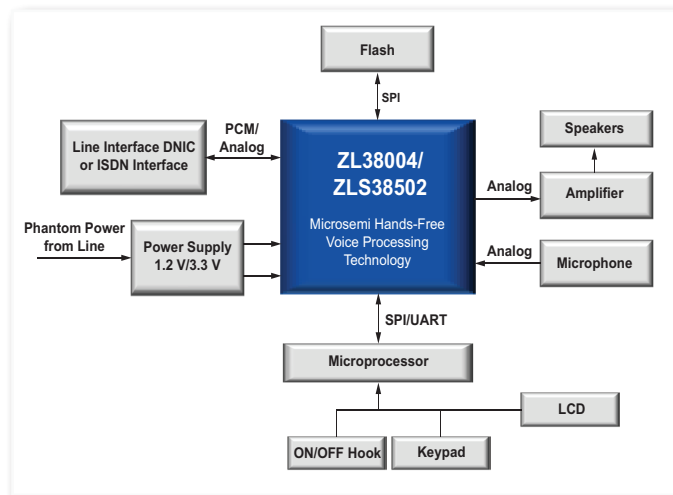 Flash
SPI
Line Interface DNIC
or ISDN Interface
PCM/
Analog
ZL38004/
ZLS38502
Microsemi Hands-Free
Voice Processing
Technology
Speakers
Analog
Amplifier
Phantom Power
from Line
Power Supply
1.2 V/3.3 V
Analog
Microphone
SPI/UART
Microprocessor
LCD
ON/OFF Hook
Keypad